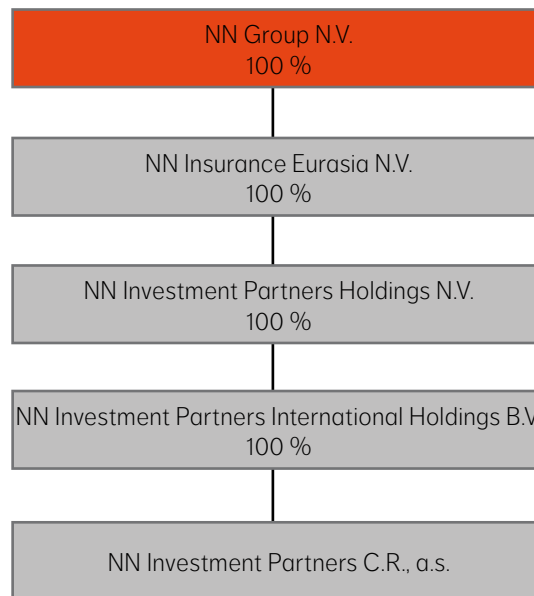 NN Group N.V.
100 %
NN Insurance Eurasia N.V.
100 %
NN Investment Partners Holdings N.V.
100 %
NN Investment Partners International Holdings B.V
100 %
NN Investment Partners C.R., a.s.